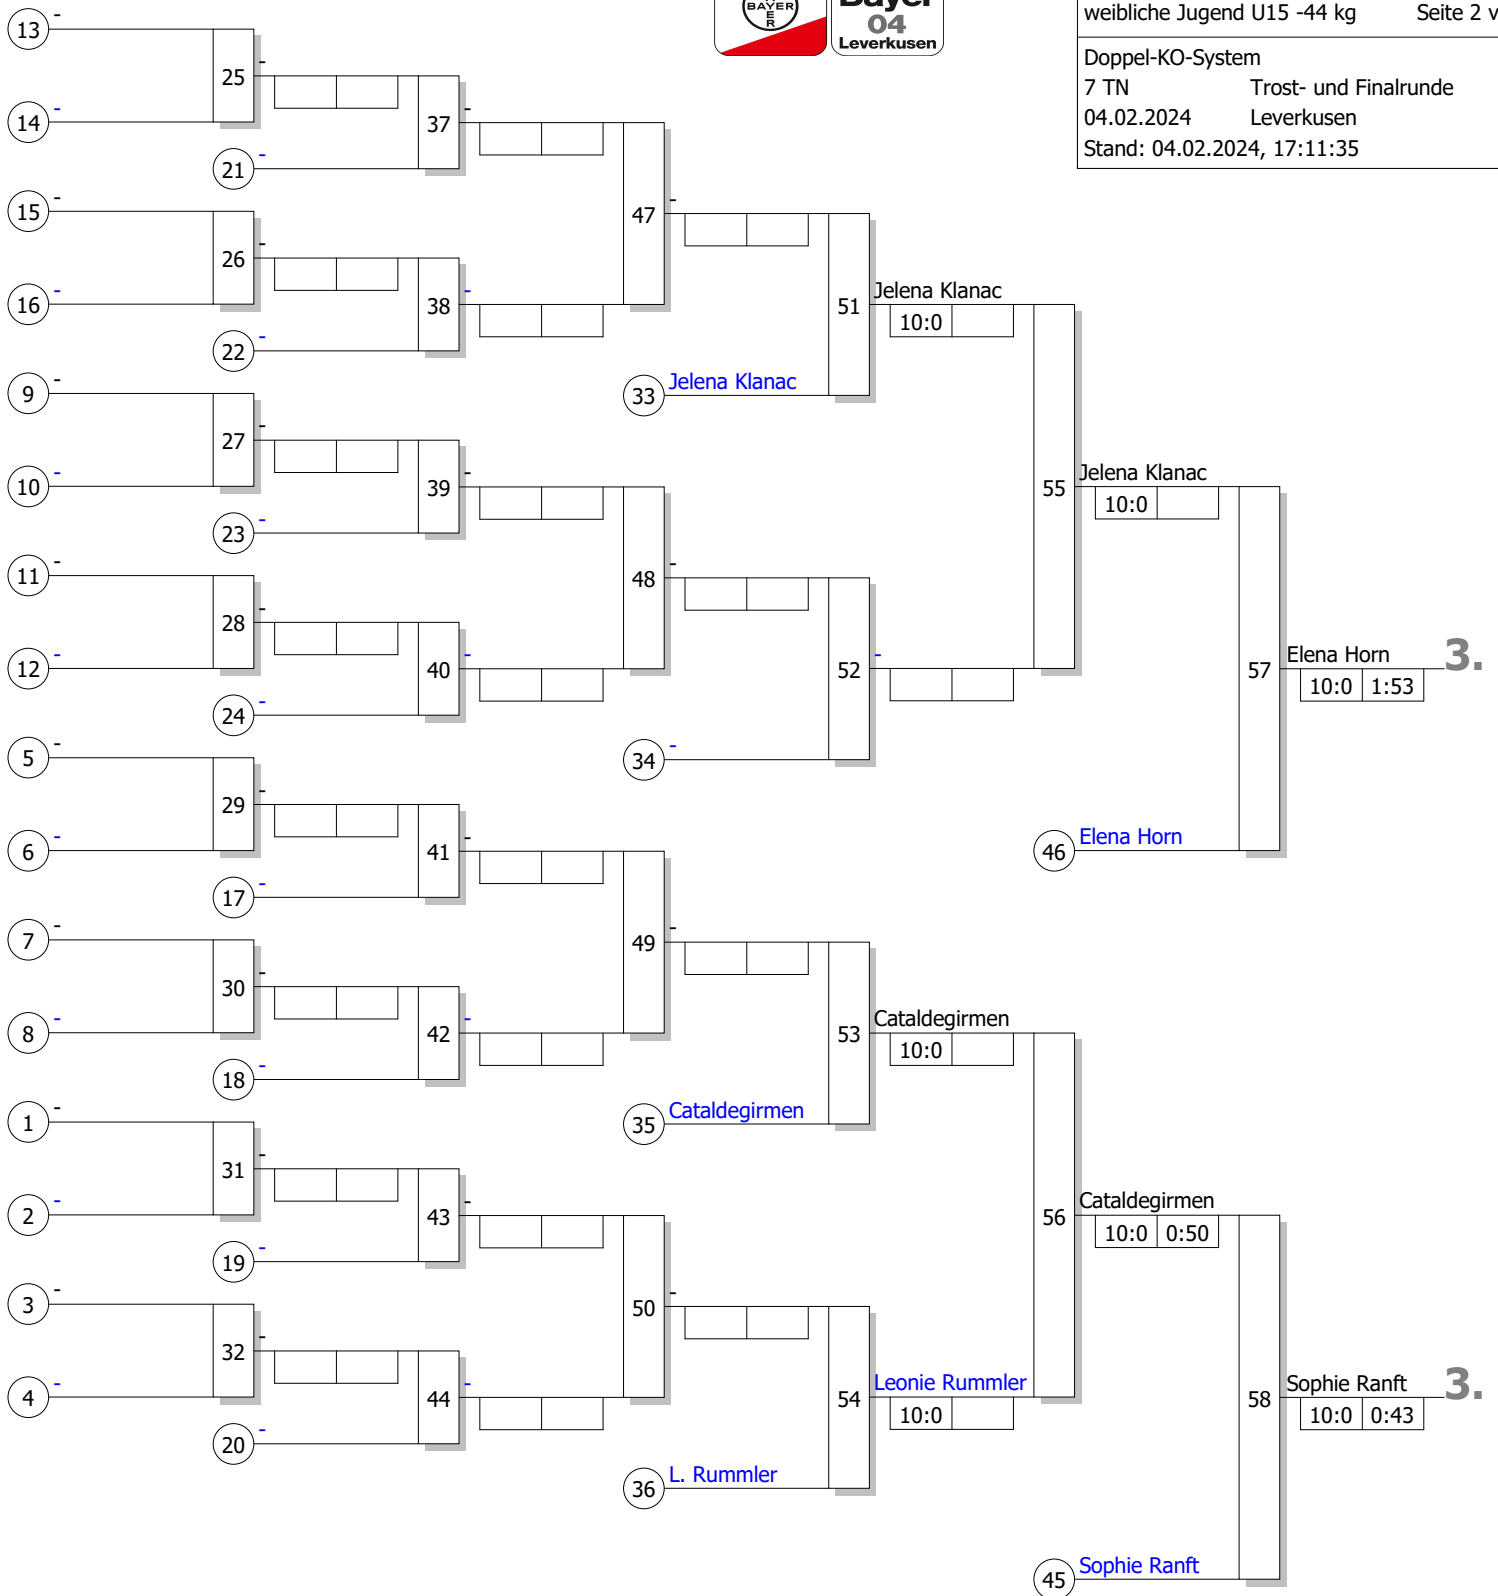 BAYER
E
R
Bayer
04
Leverkusen
weibliche Jugend U15 -44 kg Seite 2 v
Doppel-KO-System
7 TN Trost- und Finalrunde
04.02.2024 Leverkusen
Stand: 04.02.2024, 17:11:35
13 -
25 -
14 -
37 -
21 -
15 -
47 -
26 -
16 -
38 -
51 Jelena Klanac
10:0
22 -
9 -
33 Jelena Klanac
27 -
10 -
39 -
55 Jelena Klanac
10:0
23 -
11 -
48 -
28 -
12 -
40 -
52 -
57 Elena Horn 3.
10:0 1:53
24 -
5 -
34 -
29 -
6 -
41 -
46 Elena Horn
17 -
7 -
49 -
30 -
8 -
42 -
53 Cataldegirmen
10:0
18 -
1 -
35 Cataldegirmen
31 -
2 -
43 -
56 Cataldegirmen
10:0 0:50
19 -
3 -
50 -
32 -
4 -
44 -
54 Leonie Rummler
10:0
58 Sophie Ranft 3.
10:0 0:43
20 -
36 L. Rummler
45 Sophie Ranft